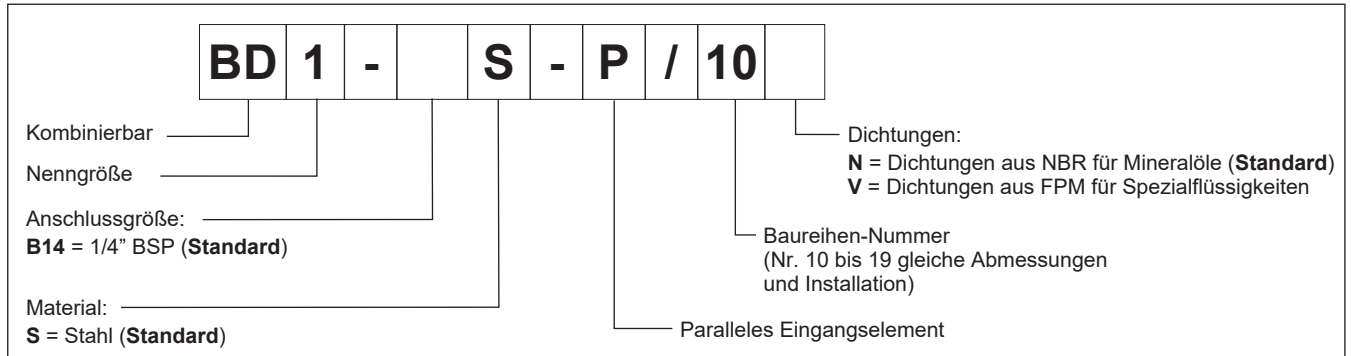 BD 1 - S - P / 10
Kombinierbar
Nenngröße
Anschlussgröße:
B14 = 1/4” BSP (Standard)
Material:
S = Stahl (Standard)
Dichtungen:
N = Dichtungen aus NBR für Mineralöle (Standard)
V = Dichtungen aus FPM für Spezialflüssigkeiten
Baureihen-Nummer
(Nr. 10 bis 19 gleiche Abmessungen
und Installation)
Paralleles Eingangselement